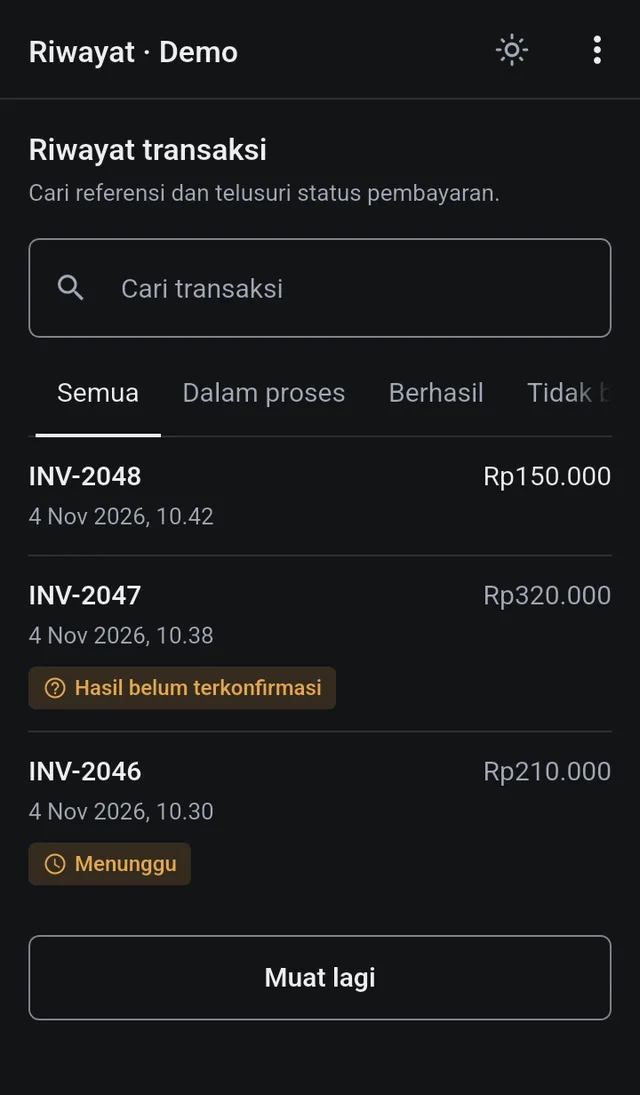 Riwayat · Demo
Riwayat transaksi
Cari referensi dan telusuri status pembayaran.
Cari transaksi
Semua Dalam proses Berhasil Tidak
INV-2048 Rp150.000
4 Nov 2026, 10.42
INV-2047 Rp320.000
4 Nov 2026, 10.38
Hasil belum terkonfirmasi
INV-2046 Rp210.000
4 Nov 2026, 10.30
Menunggu
Muat lagi